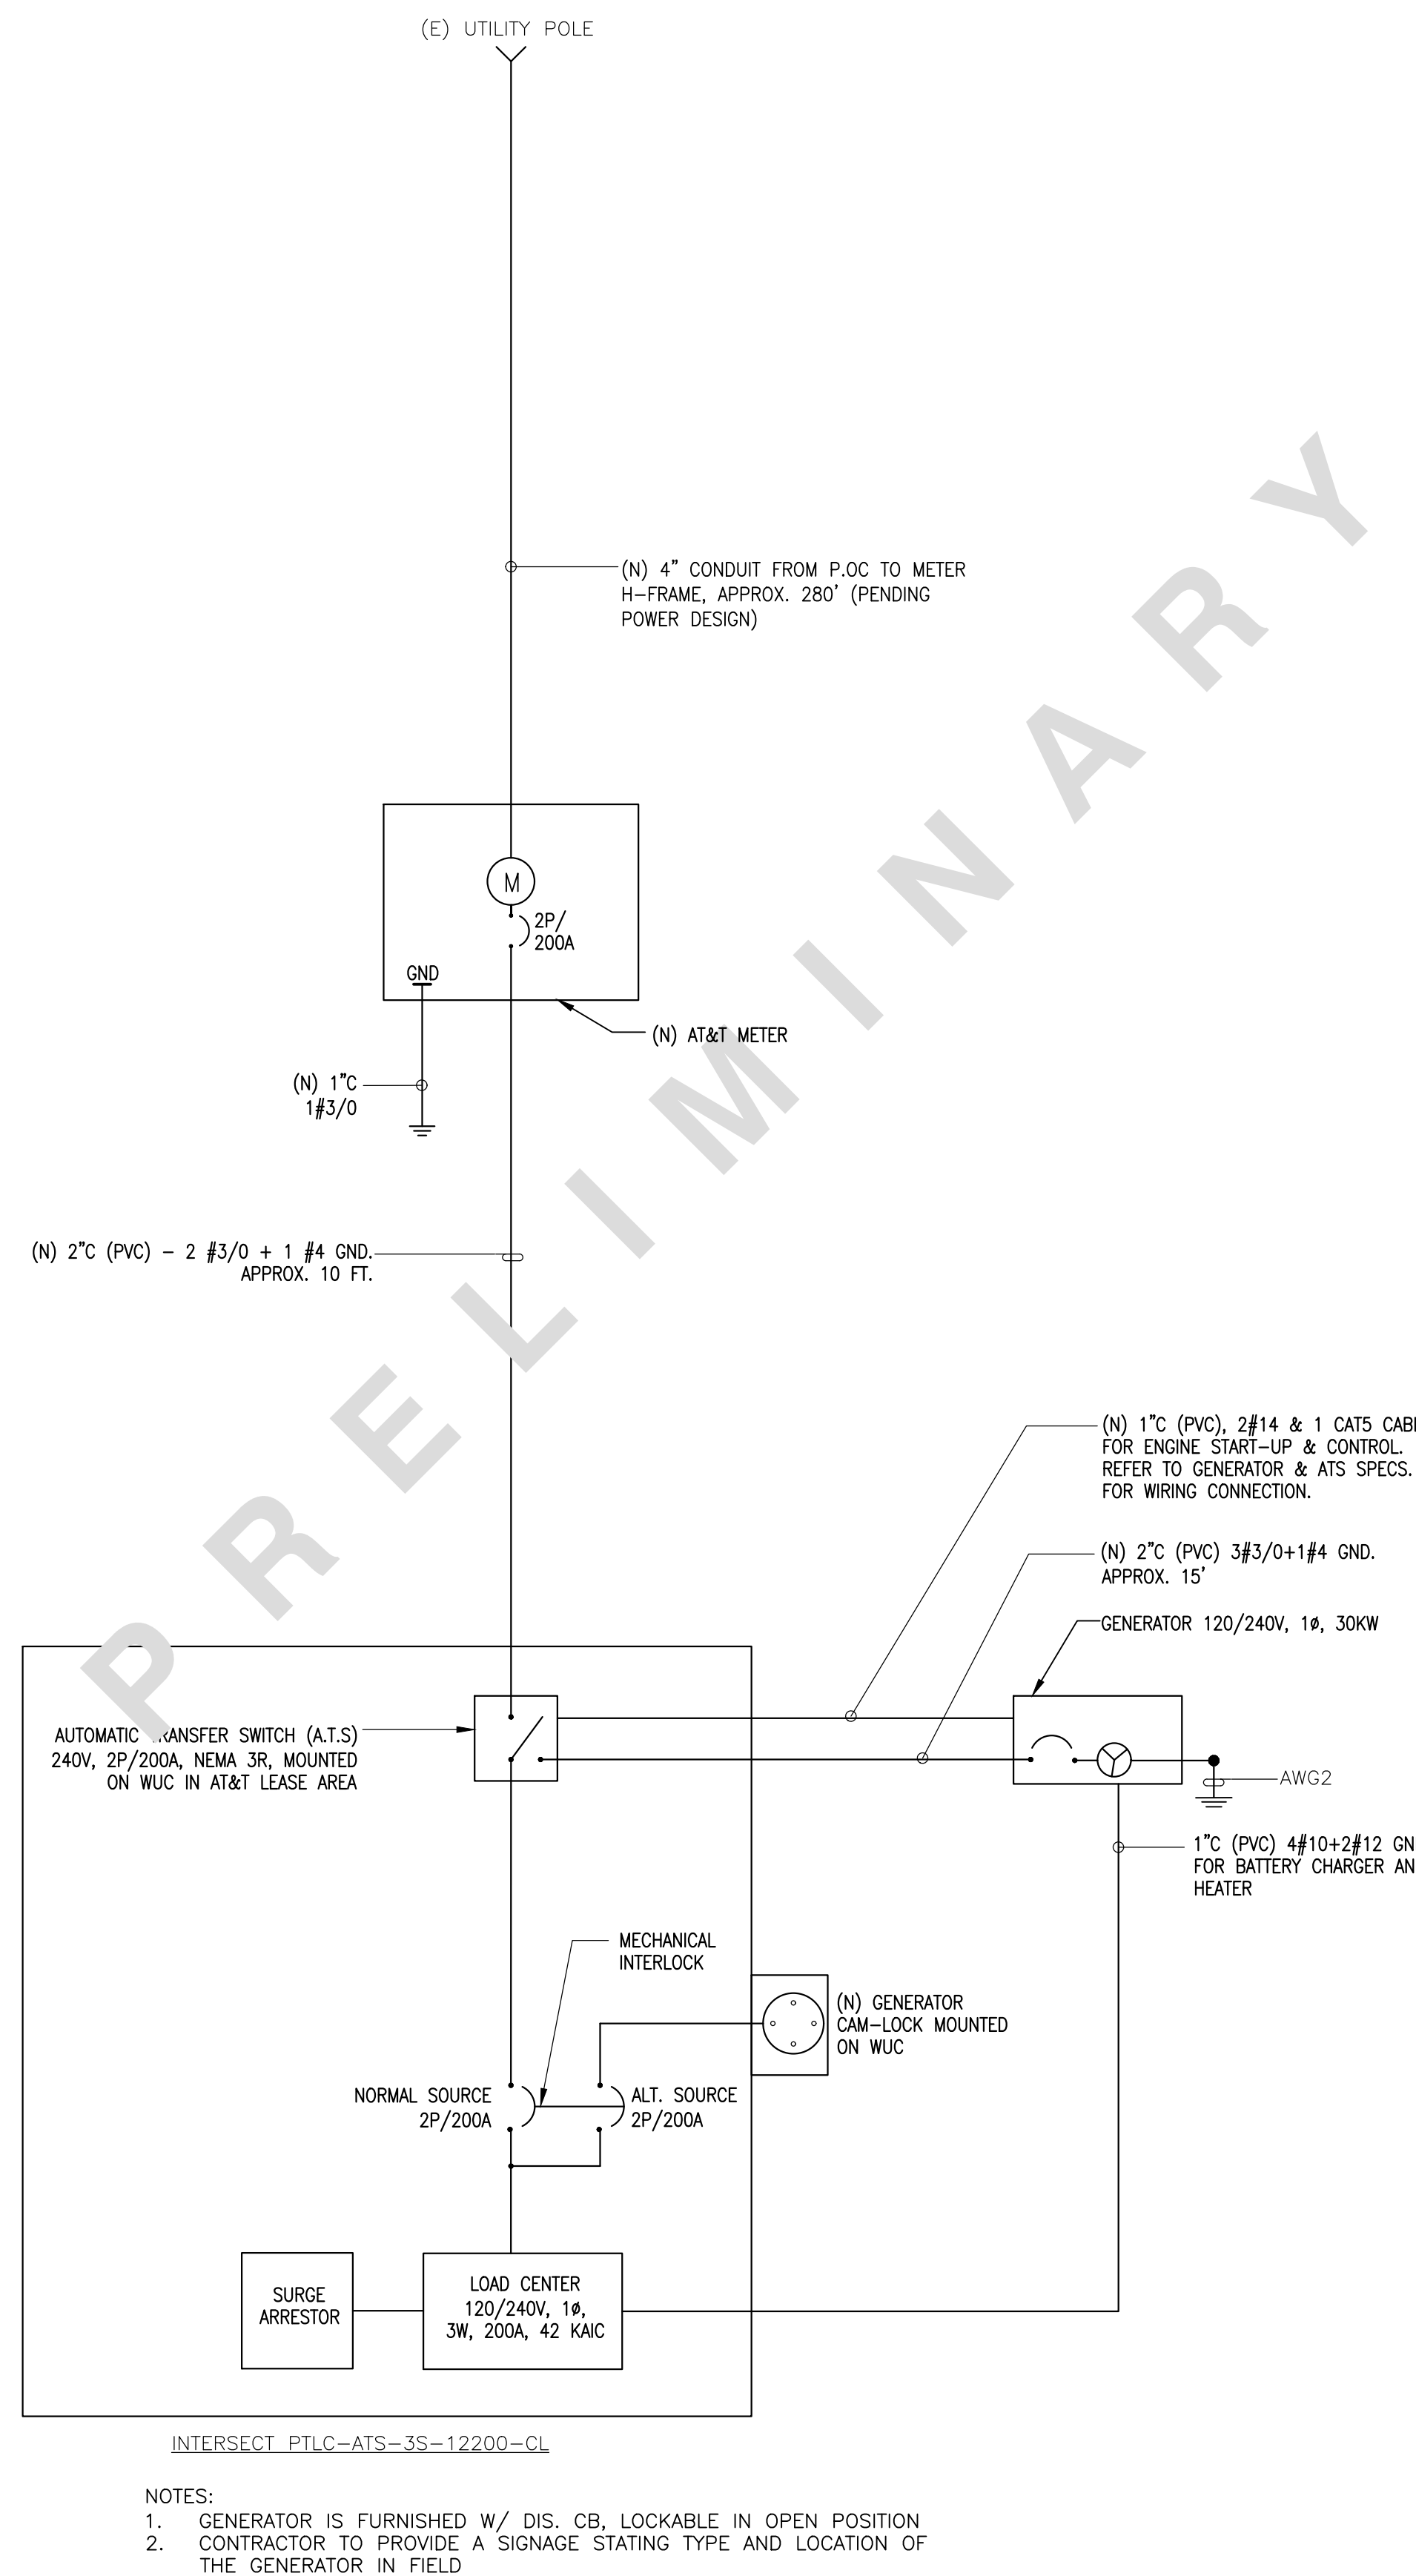 (E) UTILITY POLE
(N) 4" CONDUIT FROM P.OC TO METER
H-FRAME, APPROX. 280' (PENDING
POWER DESIGN)
M
2P/
200A
GND
(N) AT&T METER
(N) 1"C
1#3/0
(N) 2"C (PVC) - 2 #3/0 + 1 #4 GND.
APPROX. 10 FT.
PRELIMINARY
(N) 1"C (PVC), 2#14 & 1 CAT5
FOR ENGINE START-UP & CONTROL.
REFER TO GENERATOR & ATS SPECS.
FOR WIRING CONNECTION.
(N) 2"C (PVC) 3#3/0+1#4 GND.
APPROX. 15'
GENERATOR 120/240V, 1ø, 30KW
AUTOMATIC TRANSFER SWITCH (A.T.S)
240V, 2P/200A, NEMA 3R, MOUNTED
ON WUC IN AT&T LEASE AREA
AWG2
1"C (PVC) 4#10+2#12
FOR BATTERY CHARGER
HEATER
MECHANICAL
INTERLOCK
(N) GENERATOR
CAM-LOCK MOUNTED
ON WUC
NORMAL SOURCE
2P/200A
ALT. SOURCE
2P/200A
SURGE
ARRESTOR
LOAD CENTER
120/240V, 1ø,
3W, 200A, 42 KAIC
INTERSECT PTLC-ATS-3S-12200-CL
NOTES:
1. GENERATOR IS FURNISHED W/ DIS. CB, LOCKABLE IN OPEN POSITION
2. CONTRACTOR TO PROVIDE A SIGNAGE STATING TYPE AND LOCATION OF
THE GENERATOR IN FIELD